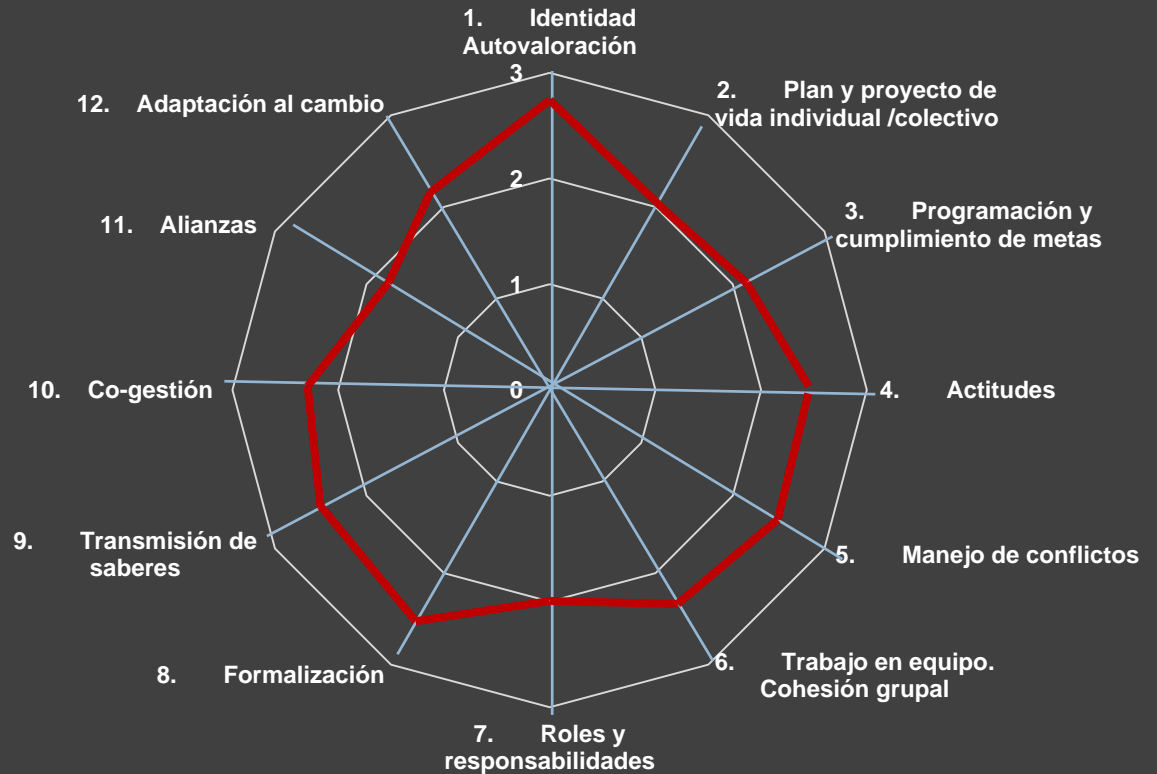 1. Identidad
Autovaloración
2. Plan y proyecto de
vida individual /colectivo
3. Programación y
cumplimiento de metas
4. Actitudes
5. Manejo de conflictos
6. Trabajo en equipo.
Cohesión grupal
7. Roles y
responsabilidades
8. Formalización
9. Transmisión de
saberes
10. Co-gestión
11. Alianzas
12. Adaptación al cambio
3
2
1
0